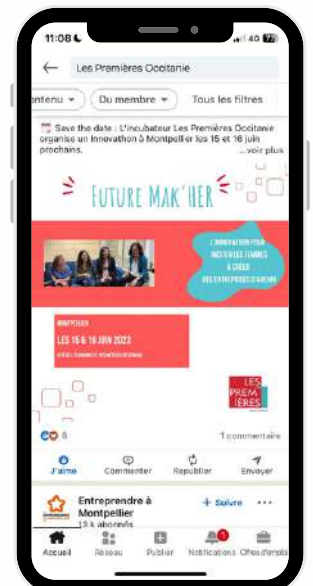 11:08
4G 77
Les Premières Occitanie
ontenu
Du membre
Tous les filtres
Save the date : L'incubateur Les Premières Occitanie
organise un Innovathon à Montpellier les 15 et 16 juin
prochains.
...voir plus
FUTURE MAK'HER
L'INNOVATION POUR
INCITER LES FEMMES
À CRÉER
DES ENTREPRISES D'AVENIR
MONTPELLIER
LES 15 & 16 JUIN 2023
LES
PREM
IÈRES
8
1 commentaire
J'aime
Commenter
Republier
Envoyer
Entreprendre à
Montpellier
+ Suivre
13 k abonnés
Accueil
Réseau
Publier
Notifications
Offres d'emploi